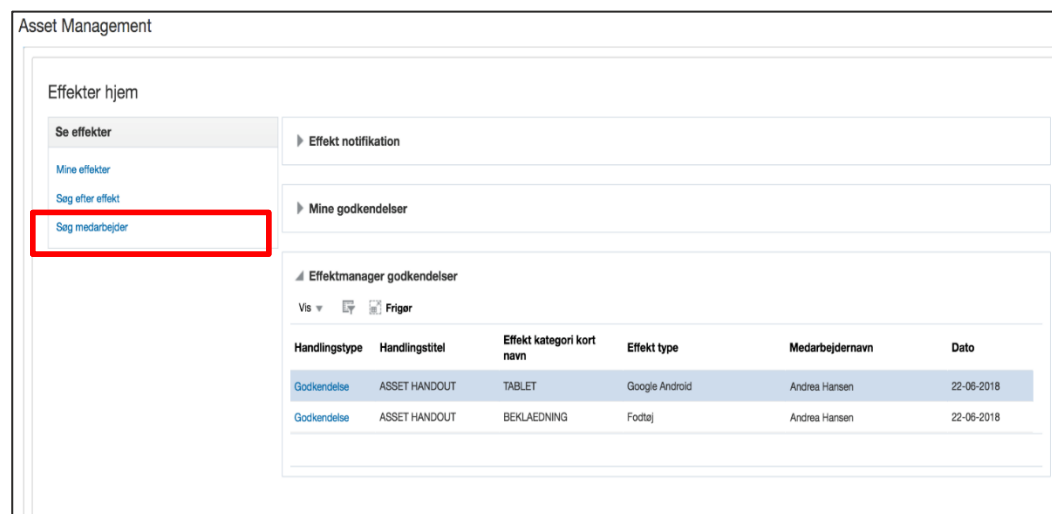 Asset Management
Effekter hjem
Se effekter
Mine effekter
Søg efter effekt
Søg medarbejder
Effekt notifikation
Mine godkendelser
Effektmanager godkendelser
Vis Frigør
Handlingstype Handlingstitel Effekt kategori kort navn Effekt type Medarbejdernavn Dato
Godkendelse ASSET HANDOUT TABLET Google Android Andrea Hansen 22-06-2018
Godkendelse ASSET HANDOUT BEKLAEDNING Fodtøj Andrea Hansen 22-06-2018